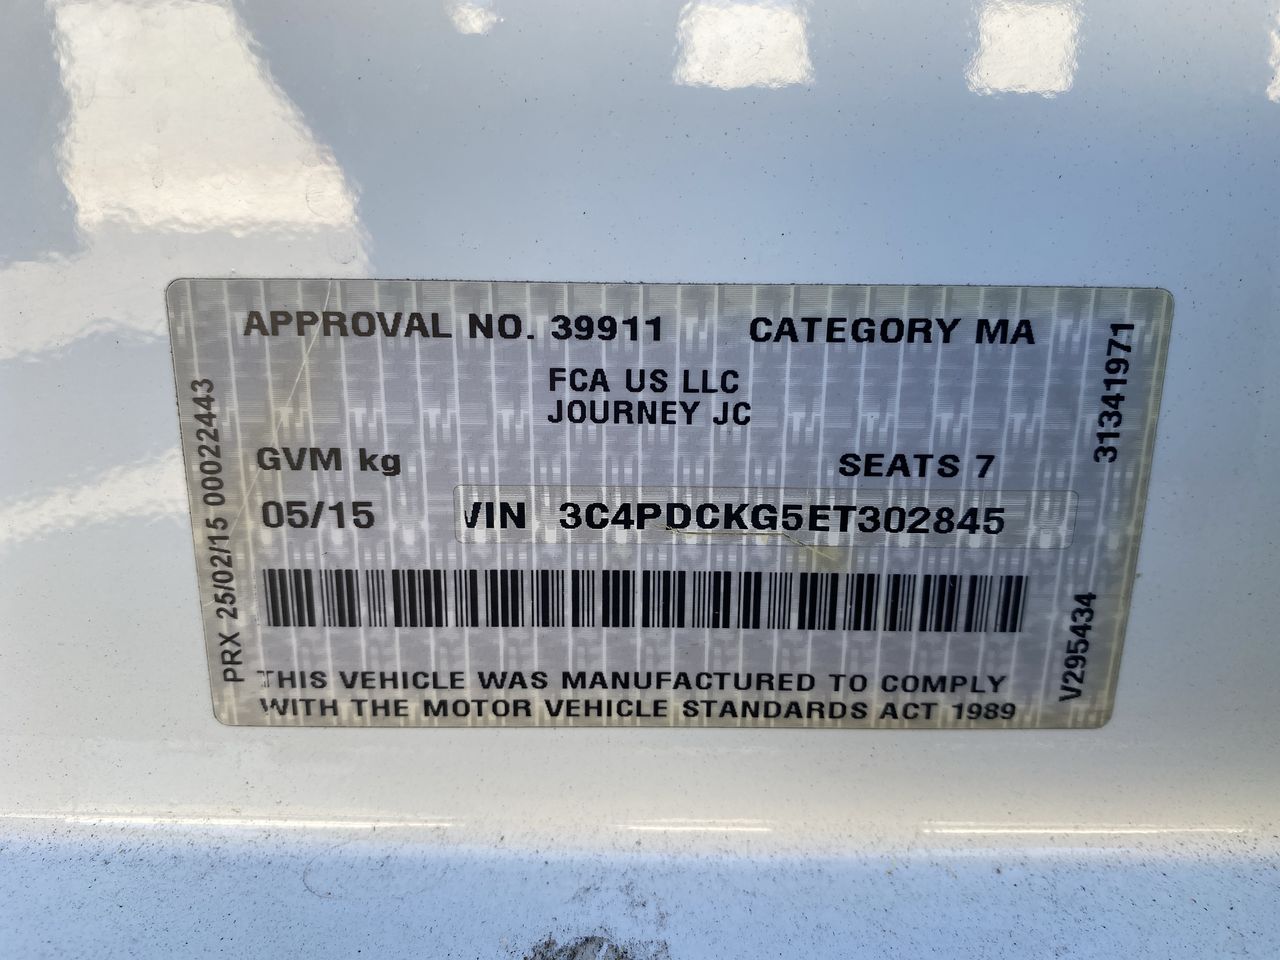 APPROVAL NO. 39911 CATEGORY MA
FCA US LLC
JOURNEY JC
GVM kg SEATS 7
05/15 VIN 3C4PDCKG5ET302845
THIS VEHICLE WAS MANUFACTURED TO COMPLY
WITH THE MOTOR VEHICLE STANDARDS ACT 1989
PRX 25/02/15 00022443
31341971
V295434